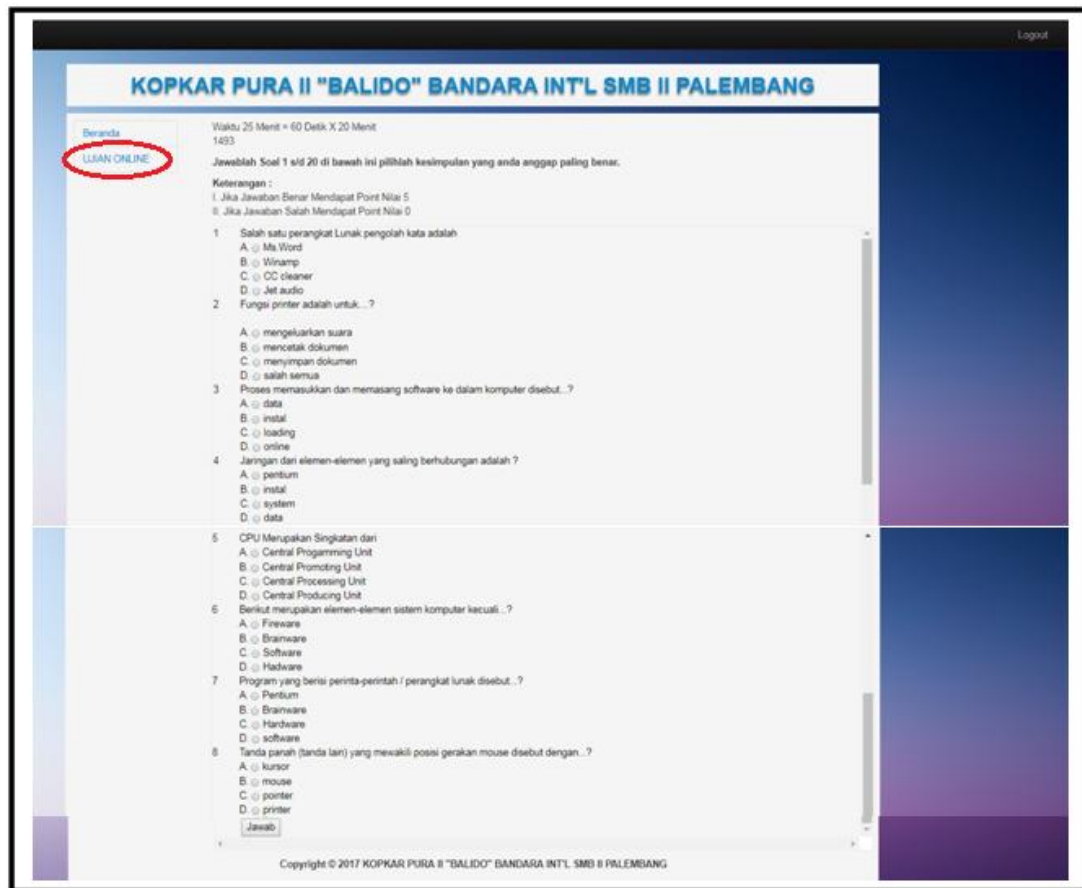 Logout
KOPKAR PURA II "BALIDO" BANDARA INT'L SMB II PALEMBANG
Beranda
UJIAN ONLINE
Waktu 25 Menit = 60 Detik X 20 Menit
1493
Jawablah Soal 1 s/d 20 di bawah ini pilihlah kesimpulan yang anda anggap paling benar.
Keterangan :
I. Jika Jawaban Benar Mendapat Point Nilai 5
II. Jika Jawaban Salah Mendapat Point Nilai 0
1 Salah satu perangkat Lunak pengolah kata adalah
A. Ms.Word
B. Winamp
C. CC cleaner
D. Jet audio
2 Fungsi printer adalah untuk...?
A. mengeluarkan suara
B. mencetak dokumen
C. menyimpan dokumen
D. salah semua
3 Proses memasukkan dan memasang software ke dalam komputer disebut..?
A. data
B. instal
C. loading
D. online
4 Jaringan dari elemen-elemen yang saling berhubungan adalah ?
A. pentium
B. instal
C. system
D. data
5 CPU Merupakan Singkatan dari
A. Central Progamming Unit
B. Central Promoting Unit
C. Central Processing Unit
D. Central Producing Unit
6 Berikut merupakan elemen-elemen sistem komputer kecuali..?
A. Fireware
B. Brainware
C. Software
D. Hadware
7 Program yang berisi perinta-perintah / perangkat lunak disebut..?
A. Pentium
B. Brainware
C. Hardware
D. software
8 Tanda panah (tanda lain) yang mewakili posisi gerakan mouse disebut dengan...?
A. kursor
B. mouse
C. pointer
D. printer
Jawab
Copyright © 2017 KOPKAR PURA II "BALIDO" BANDARA INT'L SMB II PALEMBANG